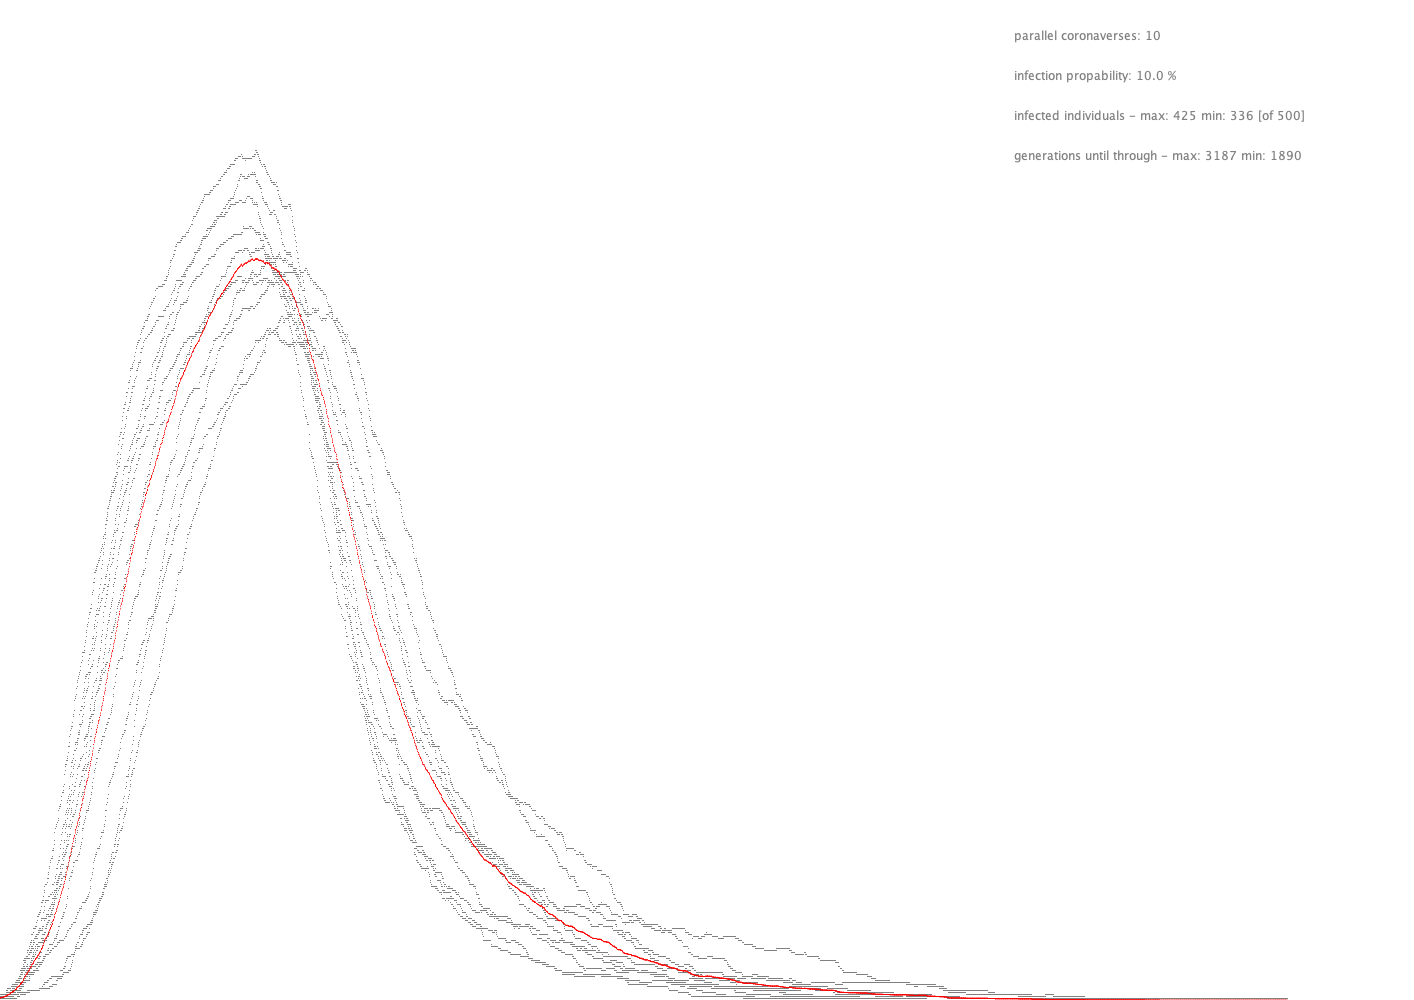 parallel coronaverses: 10
infection propability: 10.0 %
infected individuals – max: 425 min: 336 [of 500]
generations until through – max: 3187 min: 1890